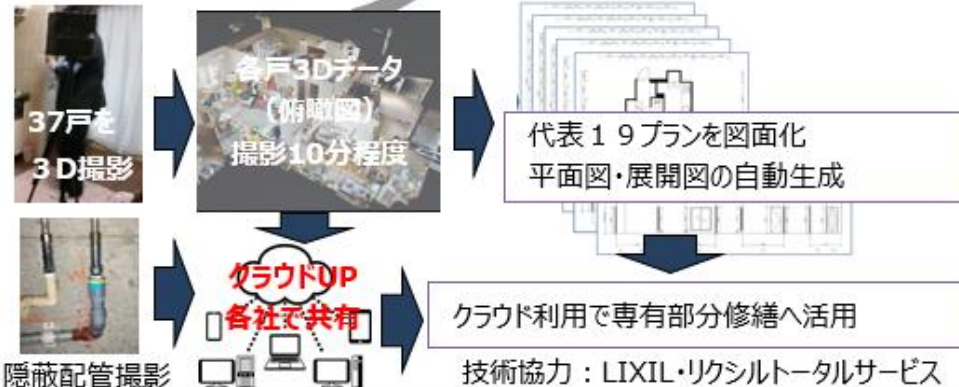 37戸を
3D撮影
各戸3Dデータ
(俯瞰図)
撮影10分程度
代表19プランを図面化
平面図・展開図の自動生成
クラウドUP
各社で共有
クラウド利用で専有部分修繕へ活用
隠蔽配管撮影
技術協力：LIXIL・リクシルトータルサービス